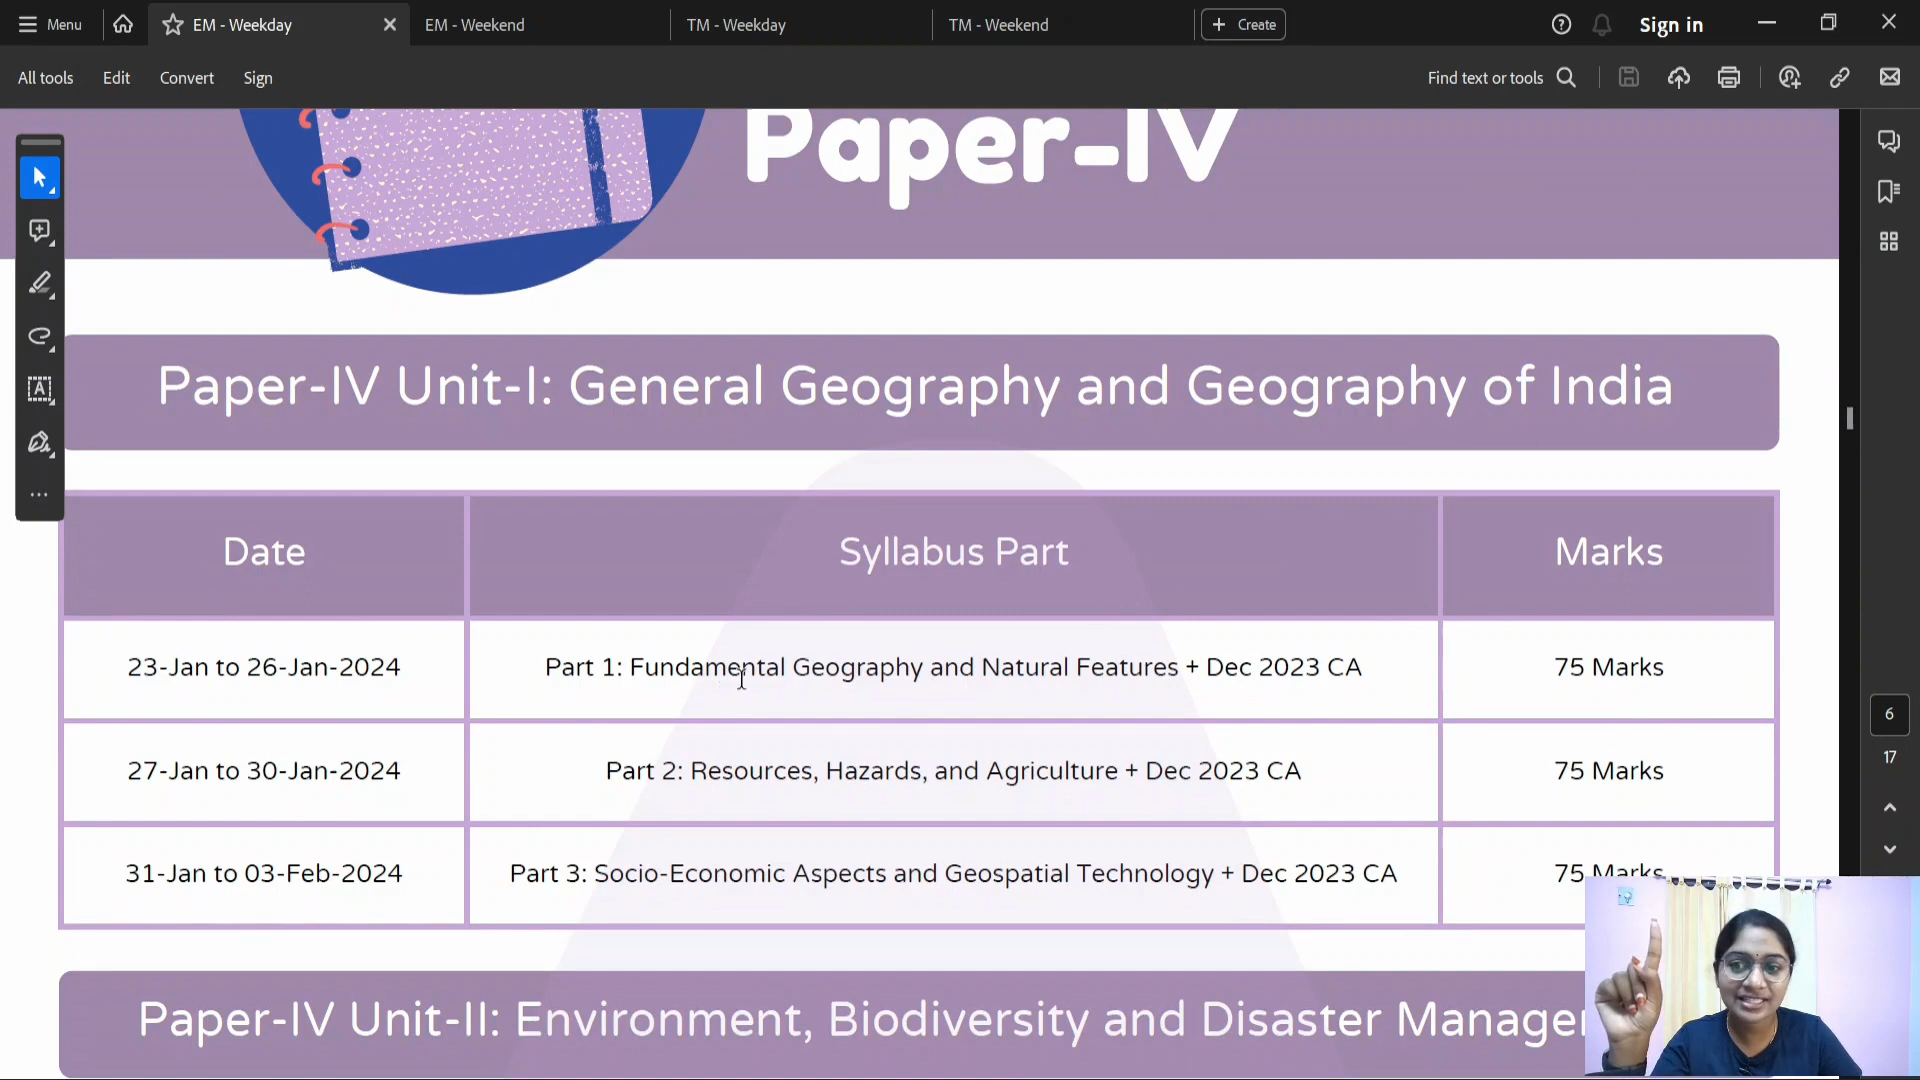 Menu
EM - Weekday
EM - Weekend
TM - Weekday
TM - Weekend
Create
Sign in
All tools
Edit
Convert
Sign
Find text or tools
Paper-IV
Paper-IV Unit-I: General Geography and Geography of India
Date
Syllabus Part
Marks
23-Jan to 26-Jan-2024
Part 1: Fundamental Geography and Natural Features + Dec 2023 CA
75 Marks
27-Jan to 30-Jan-2024
Part 2: Resources, Hazards, and Agriculture + Dec 2023 CA
75 Marks
31-Jan to 03-Feb-2024
Part 3: Socio-Economic Aspects and Geospatial Technology + Dec 2023 CA
75 Marks
6
17
Paper-IV Unit-II: Environment, Biodiversity and Disaster Manage